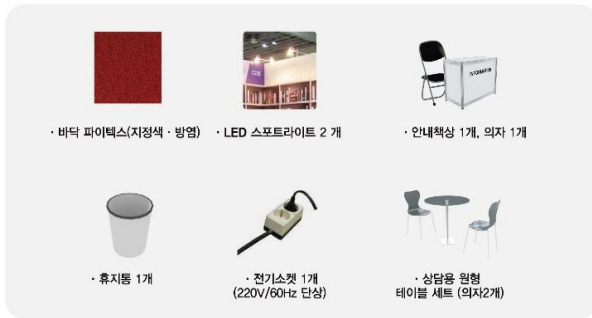 · 바닥 파이텍스(지정색 · 방염)
· LED 스포트라이트 2 개
· 안내책상 1개, 의자 1개
INFORMATION
· 휴지통 1개
· 전기소켓 1개
(220V/60Hz 단상)
· 상담용 원형
테이블 세트 (의자2개)